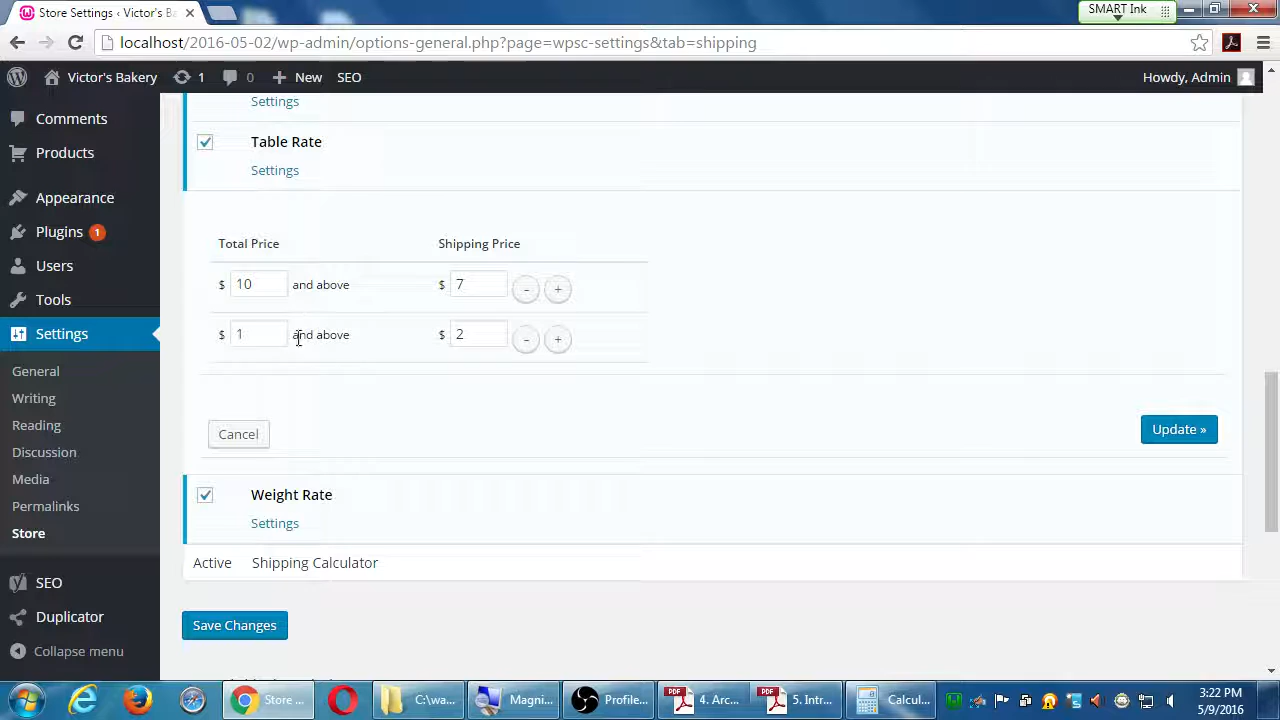 Store Settings ‹ Victor's Ba
SMART Ink
localhost/2016-05-02/wp-admin/options-general.php?pag sc-settings&tab=shipping
Victor's Bakery 1 0 New SEO Howdy, Admin
Comments
Products
Appearance
Plugins 1
Users
Tools
Settings
General
Writing
Reading
Discussion
Media
Permalinks
Store
SEO
Duplicator
Collapse menu
Settings
Table Rate
Settings
Total Price Shipping Price
$ 10 and above $ 7 - +
$ 1 and above $ 2 - +
Cancel Update »
Weight Rate
Settings
Active Shipping Calculator
Save Changes
Store ... C:\wa... Magni... Profile... 4. Arc... 5. Intr... Calcul...
3:22 PM
5/9/2016